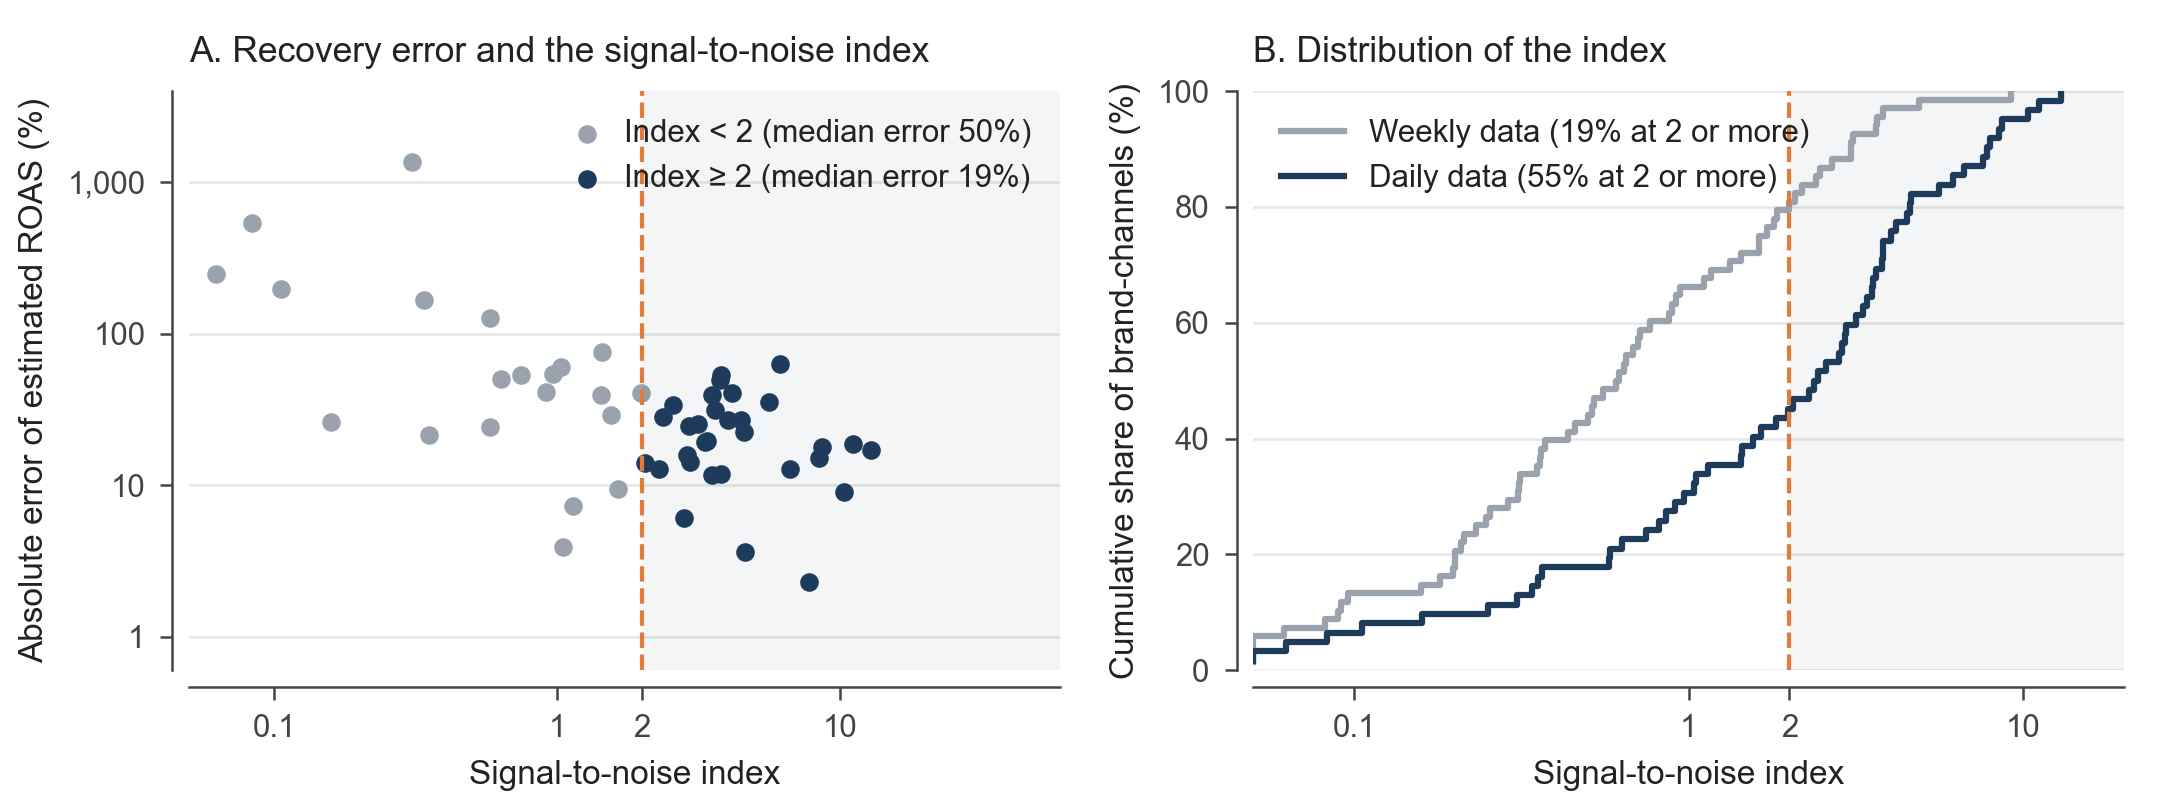 A. Recovery error and the signal-to-noise index
Absolute error of estimated ROAS (%)
1,000
100
10
1
Index < 2 (median error 50%)
Index ≥ 2 (median error 19%)
0.1
1
2
10
Signal-to-noise index
B. Distribution of the index
Cumulative share of brand-channels (%)
100
80
60
40
20
0
Weekly data (19% at 2 or more)
Daily data (55% at 2 or more)
0.1
1
2
10
Signal-to-noise index